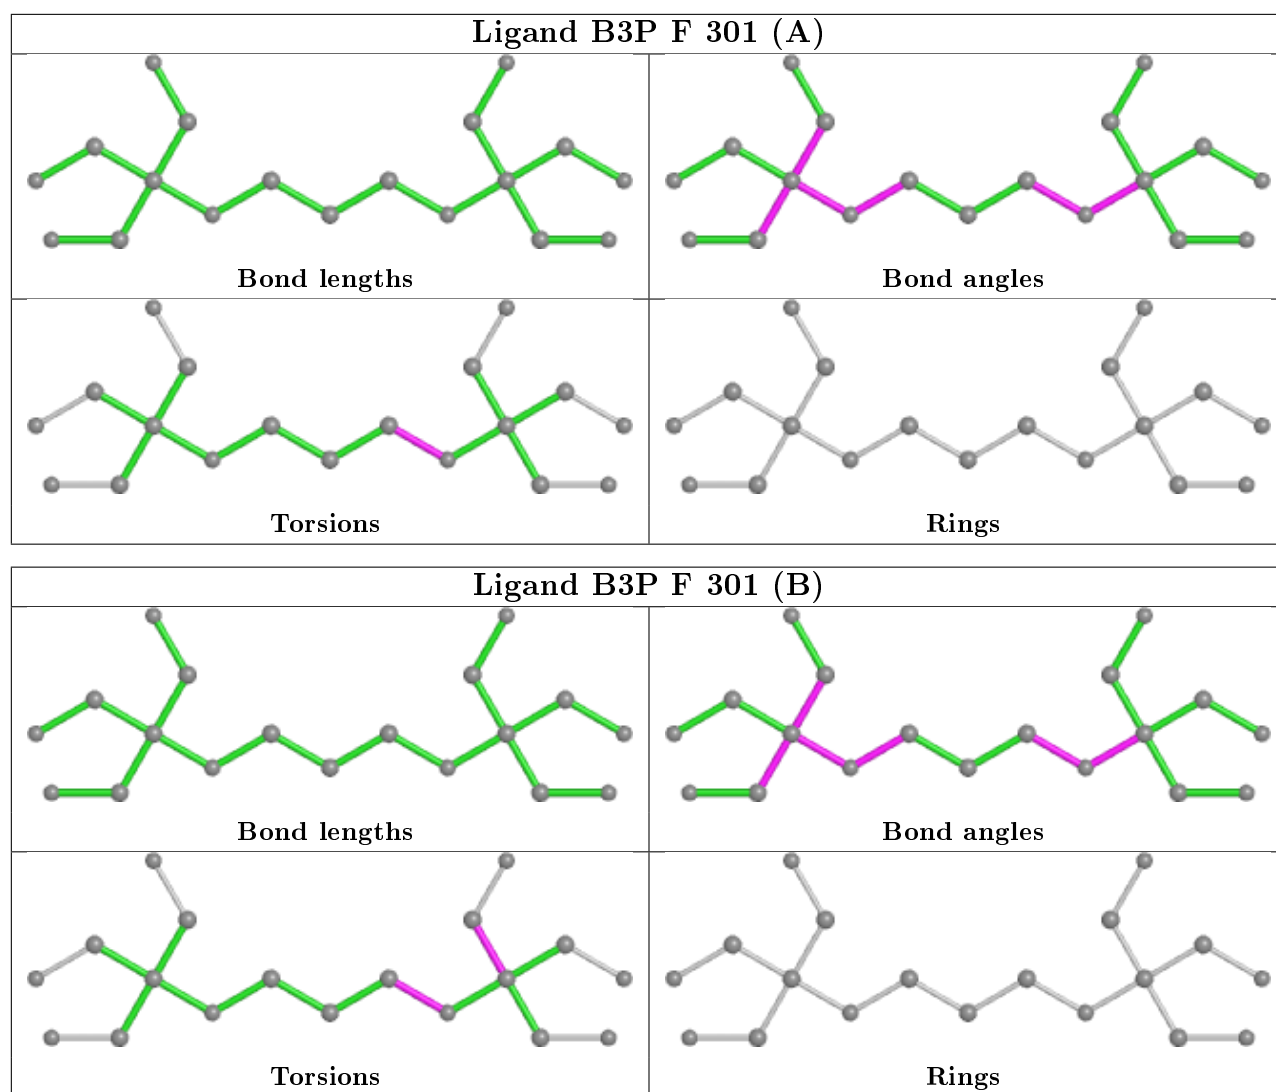 Ligand B3P F 301 (A)
Bond lengths
Bond angles
Torsions
Rings
Ligand B3P F 301 (B)
Bond lengths
Bond angles
Torsions
Rings